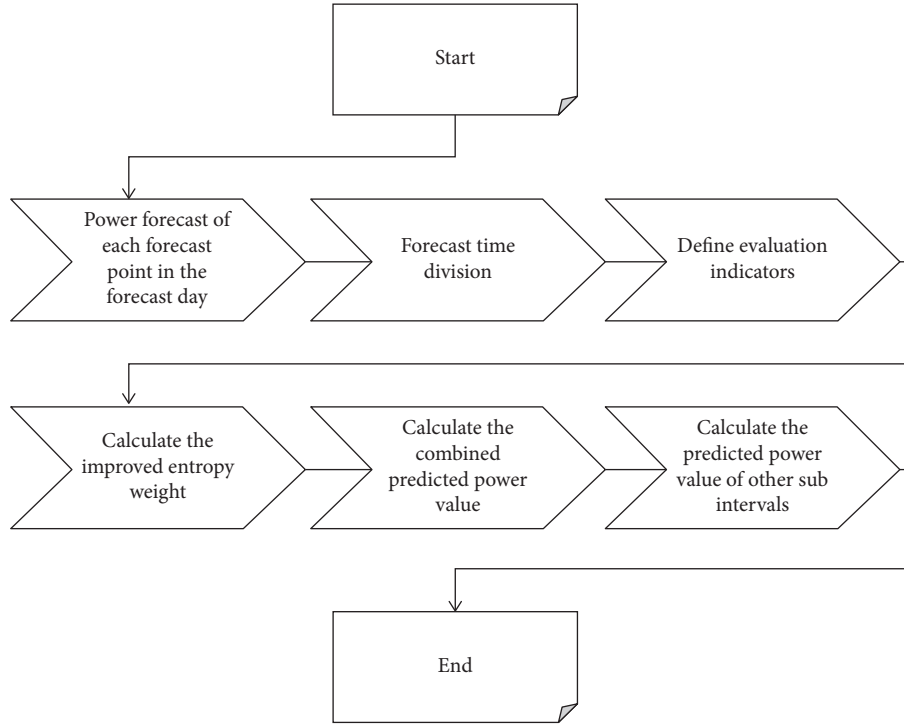 Start
Power forecast of
each forecast
point in the
forecast day
Forecast time
division
Define evaluation
indicators
Calculate the
improved entropy
weight
Calculate the
combined
predicted power
value
Calculate the
predicted power
value of other sub
intervals
End